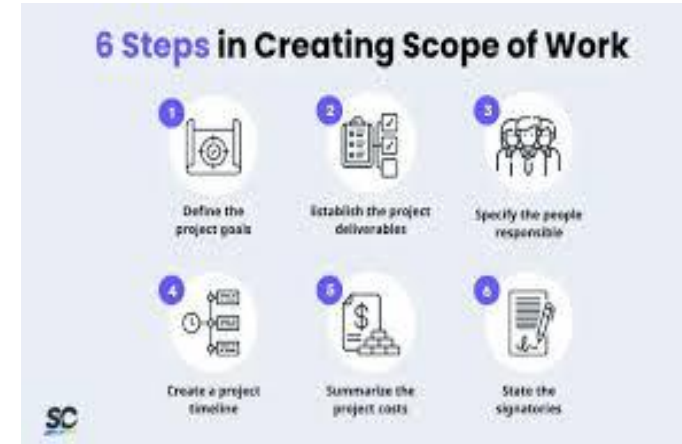 6 Steps in Creating Scope of Work
1
2
3
Define the
project goals
Establish the project
deliverables
Specify the people
responsible
4
5
6
Create a project
timeline
Summarize the
project costs
State the
signatories
SC